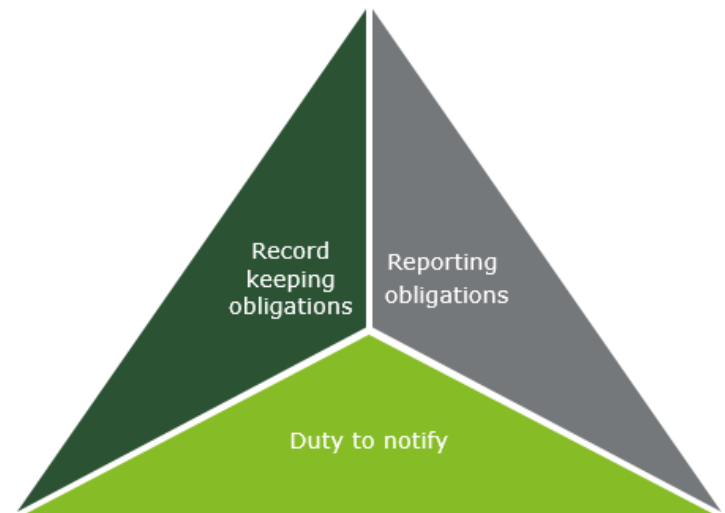 Record
keeping
obligations
Reporting
obligations
Duty to notify